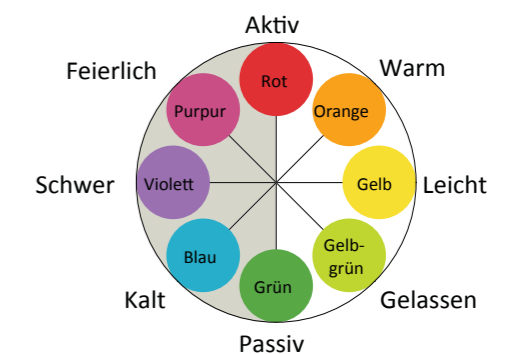 Aktiv
Feierlich
Warm
Rot
Purpur
Orange
Schwer
Violett
Gelb
Leicht
Gelb-
grün
Blau
Grün
Kalt
Gelassen
Passiv